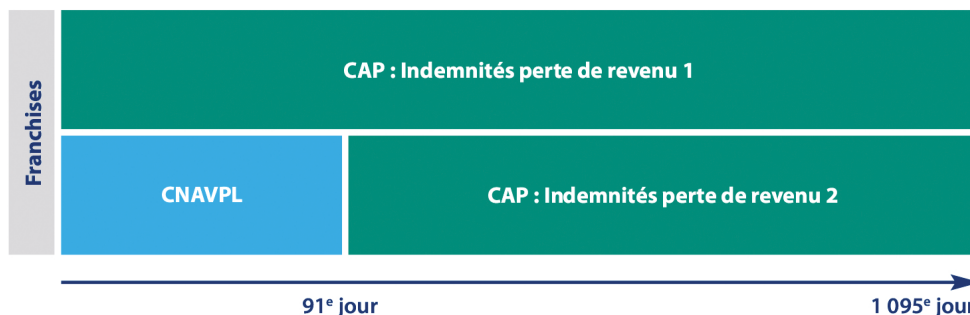 Franchises
CAP : Indemnités perte de revenu 1
CNAVPL
CAP : Indemnités perte de revenu 2
91e jour
1 095e jour